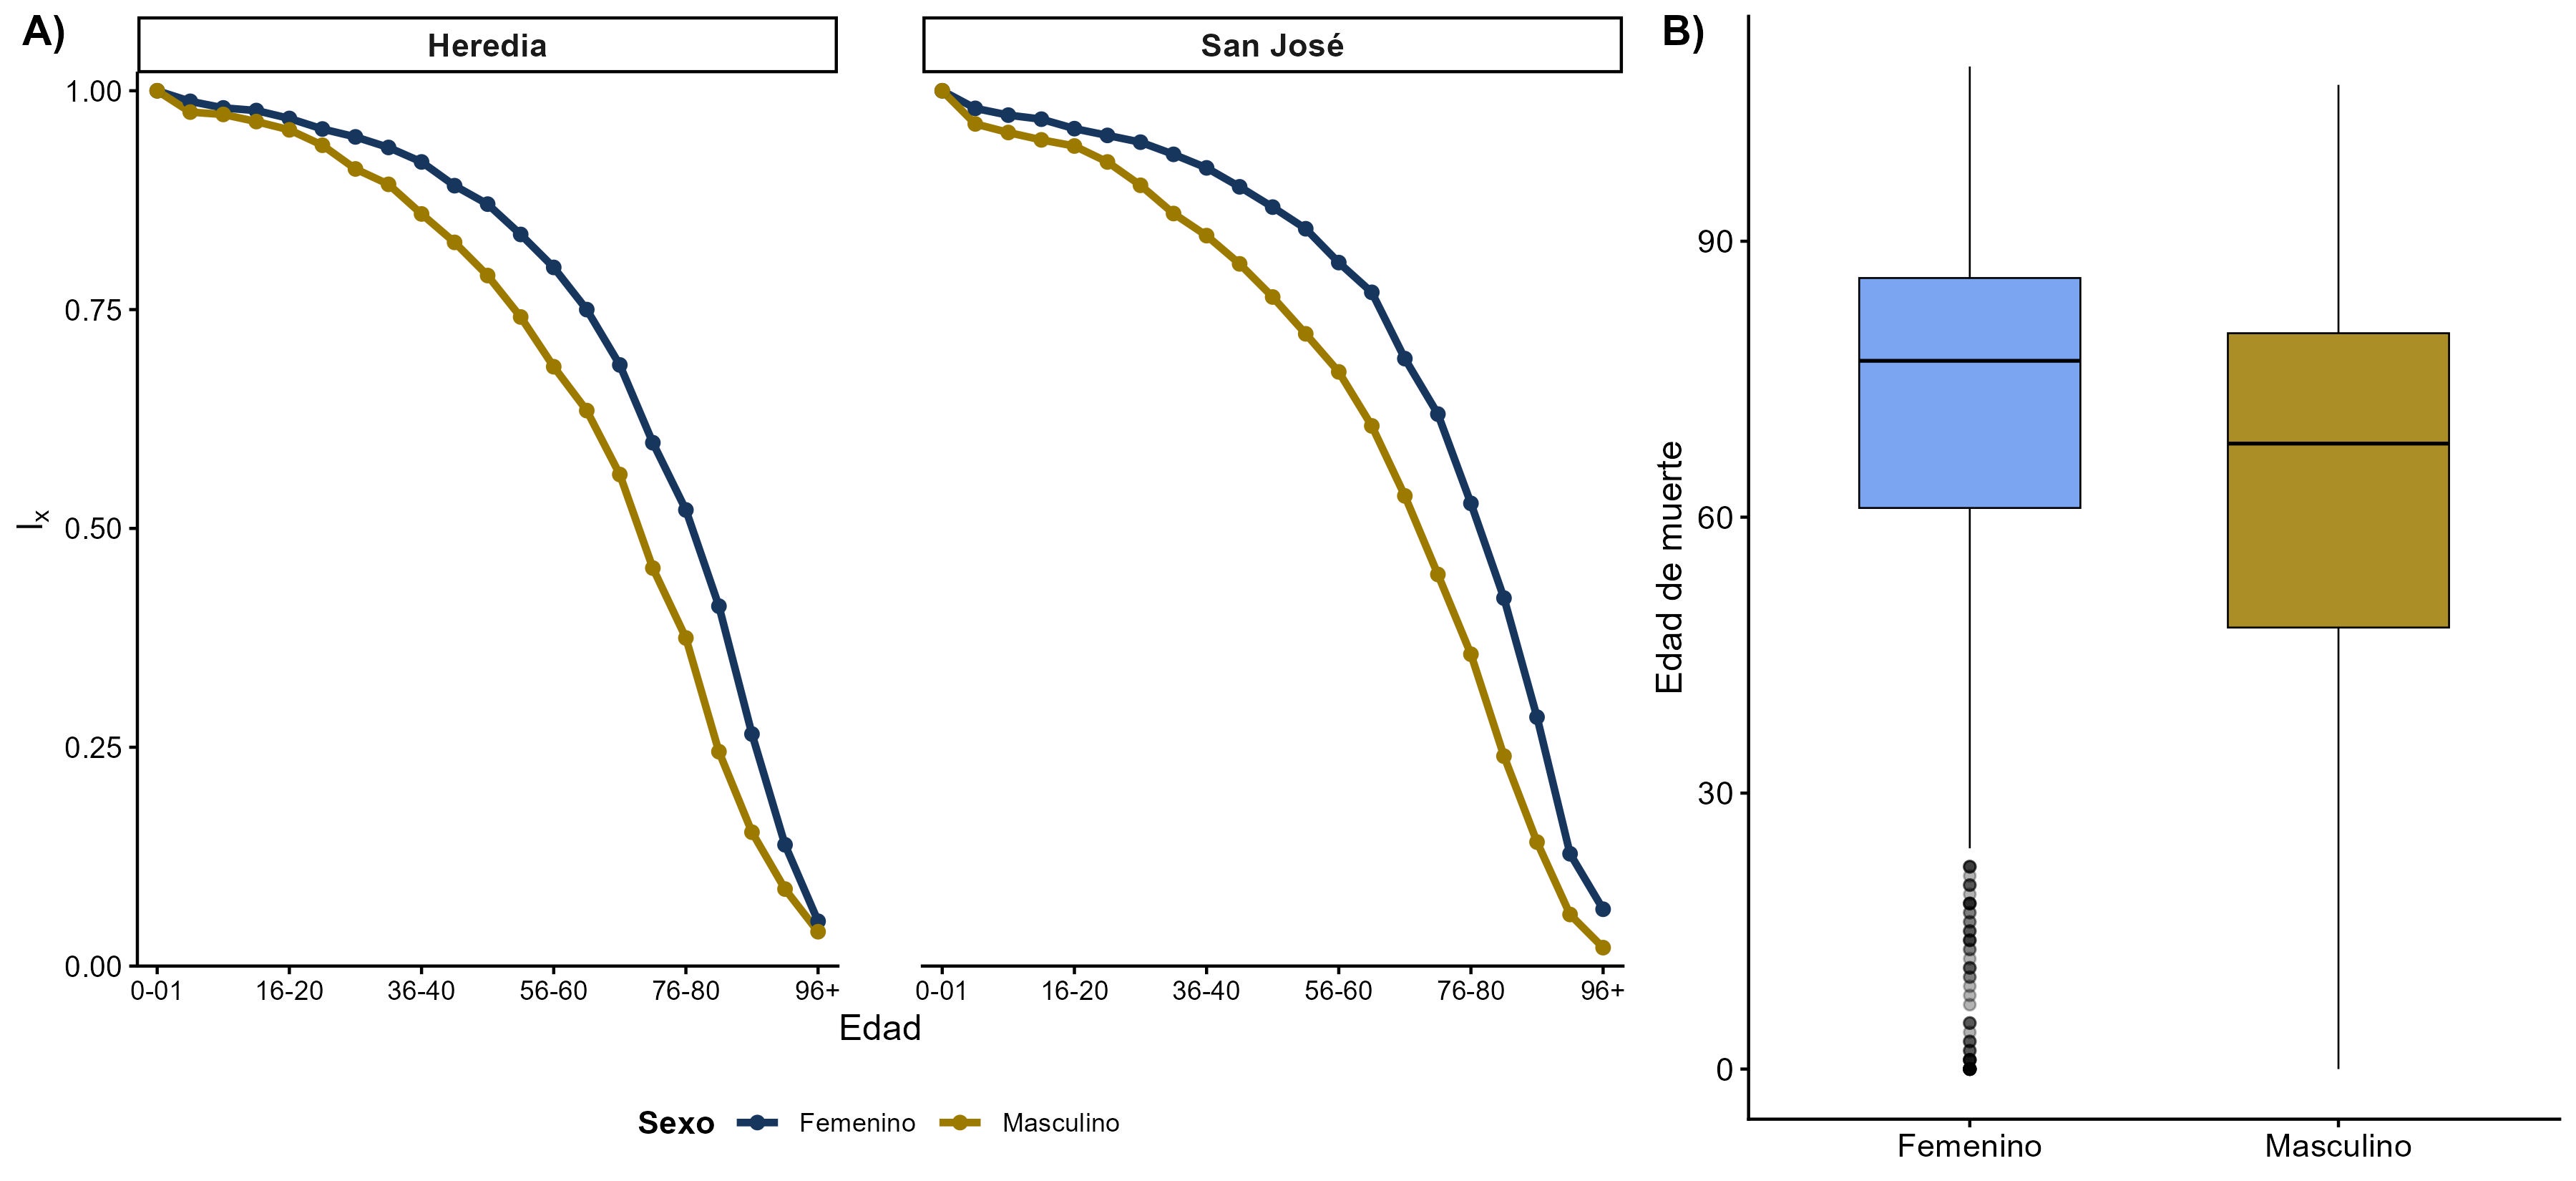 A)
Heredia
San José
1.00
0.75
0.50
0.25
0.00
lx
0-01 16-20 36-40 56-60 76-80 96+
0-01 16-20 36-40 56-60 76-80 96+
Edad
Sexo Femenino Masculino
B)
90
60
30
0
Edad de muerte
Femenino Masculino